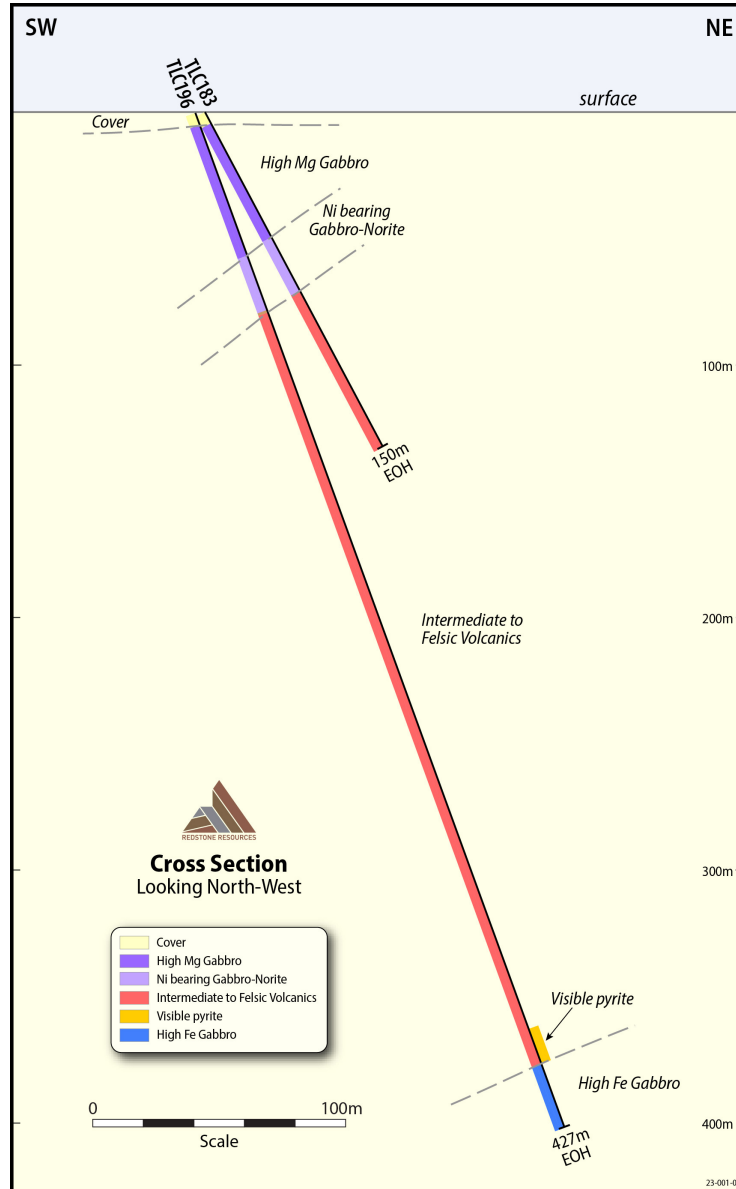 SW
NE
TLC196
TLC183
surface
Cover
High Mg Gabbro
Ni bearing
Gabbro-Norite
100m
150m
EOH
200m
Intermediate to
Felsic Volcanics
300m
REDSTONE RESOURCES
Cross Section
Looking North-West
Cover
High Mg Gabbro
Ni bearing Gabbro-Norite
Intermediate to Felsic Volcanics
Visible pyrite
High Fe Gabbro
Visible pyrite
High Fe Gabbro
0
100m
Scale
400m
427m
EOH
23-001-0